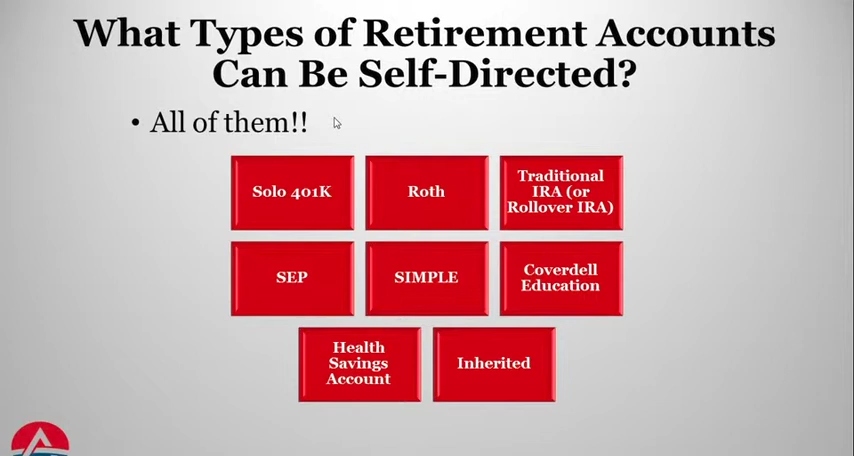 What Types of Retirement Accounts
Can Be Self-Directed?
• All of them!!
Solo 401K
Roth
Traditional
IRA (or
Rollover IRA)
SEP
SIMPLE
Coverdell
Education
Health
Savings
Account
Inherited